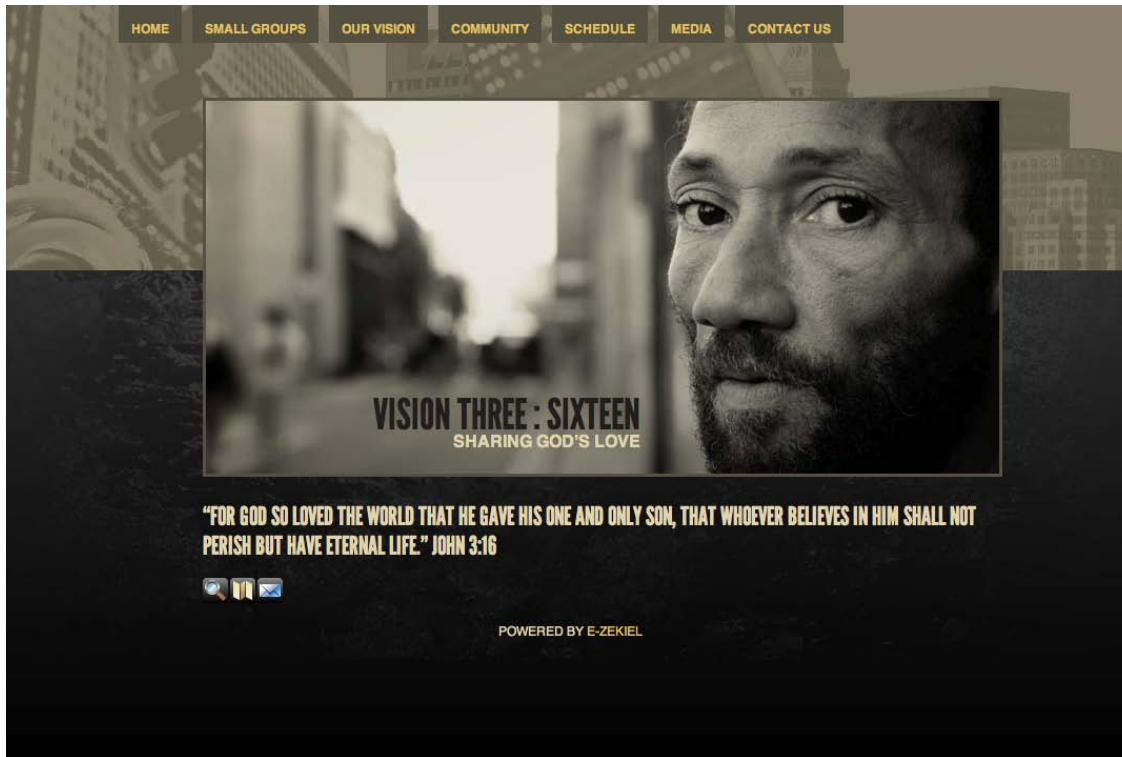 HOME SMALL GROUPS OUR VISION COMMUNITY SCHEDULE MEDIA CONTACT US
VISION THREE : SIXTEEN
SHARING GOD'S LOVE
“FOR GOD SO LOVED THE WORLD THAT HE GAVE HIS ONE AND ONLY SON, THAT WHOEVER BELIEVES IN HIM SHALL NOT
PERISH BUT HAVE ETERNAL LIFE.” JOHN 3:16
POWERED BY E-ZEKIEL